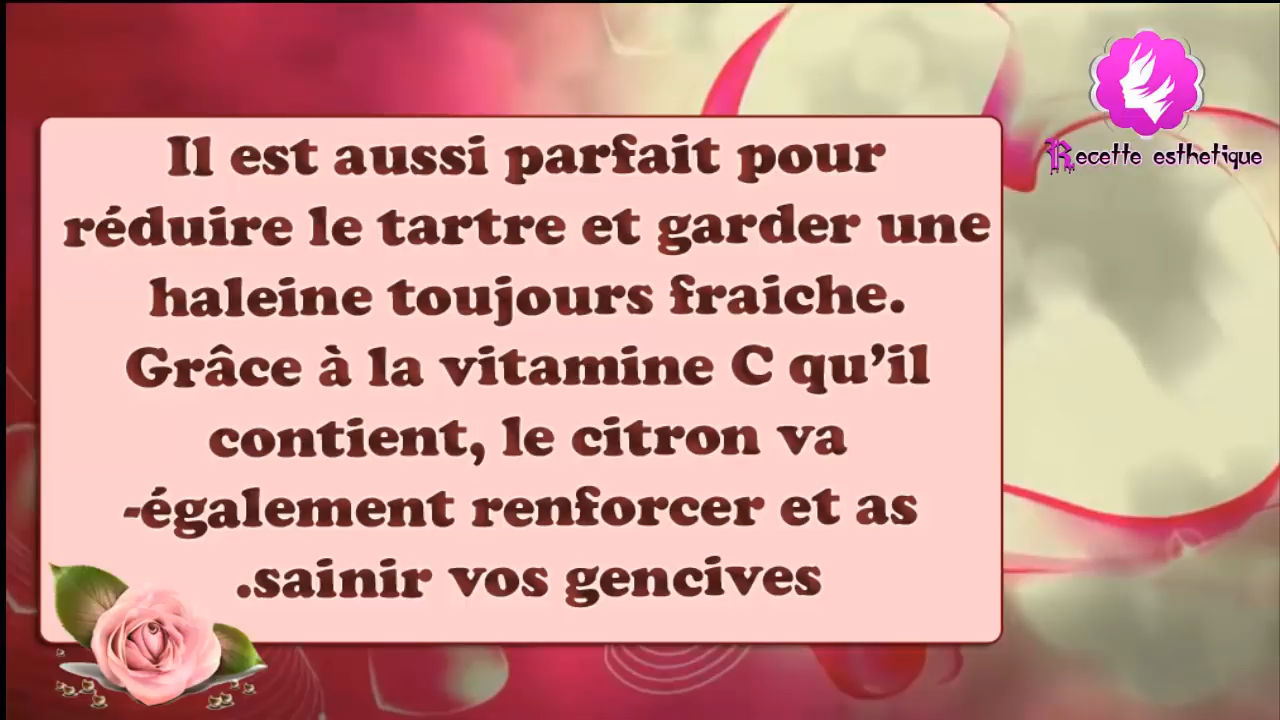 Il est aussi parfait pour
réduire le tartre et garder une
haleine toujours fraiche.
Grâce à la vitamine C qu’il
contient, le citron va
-également renforcer et as
.sainir vos gencives
Recette esthetique